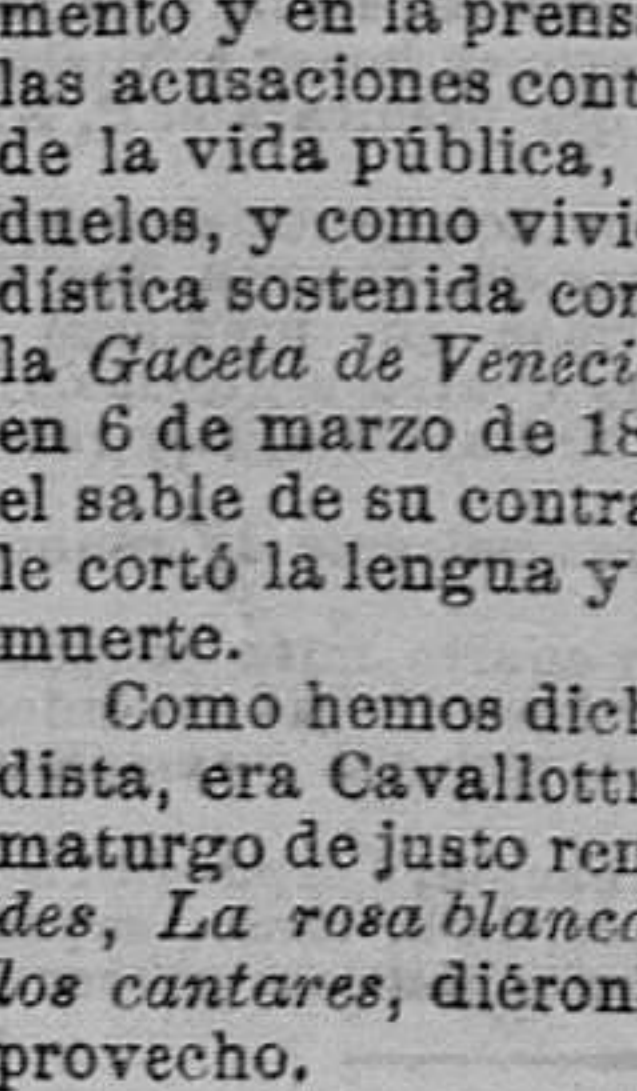 mento y en la prens
las acusaciones cont
de la vida pública,
duelos, y como vivi
dística sostenida con
la Gaceta de Veneci
en 6 de marzo de 18
el sable de su contra
le cortó la lengua y
muerte.
Como hemos dich
dista, era Cavallotti
maturgo de justo ren
des, La rosa blanca
los cantares, diéron
provecho.